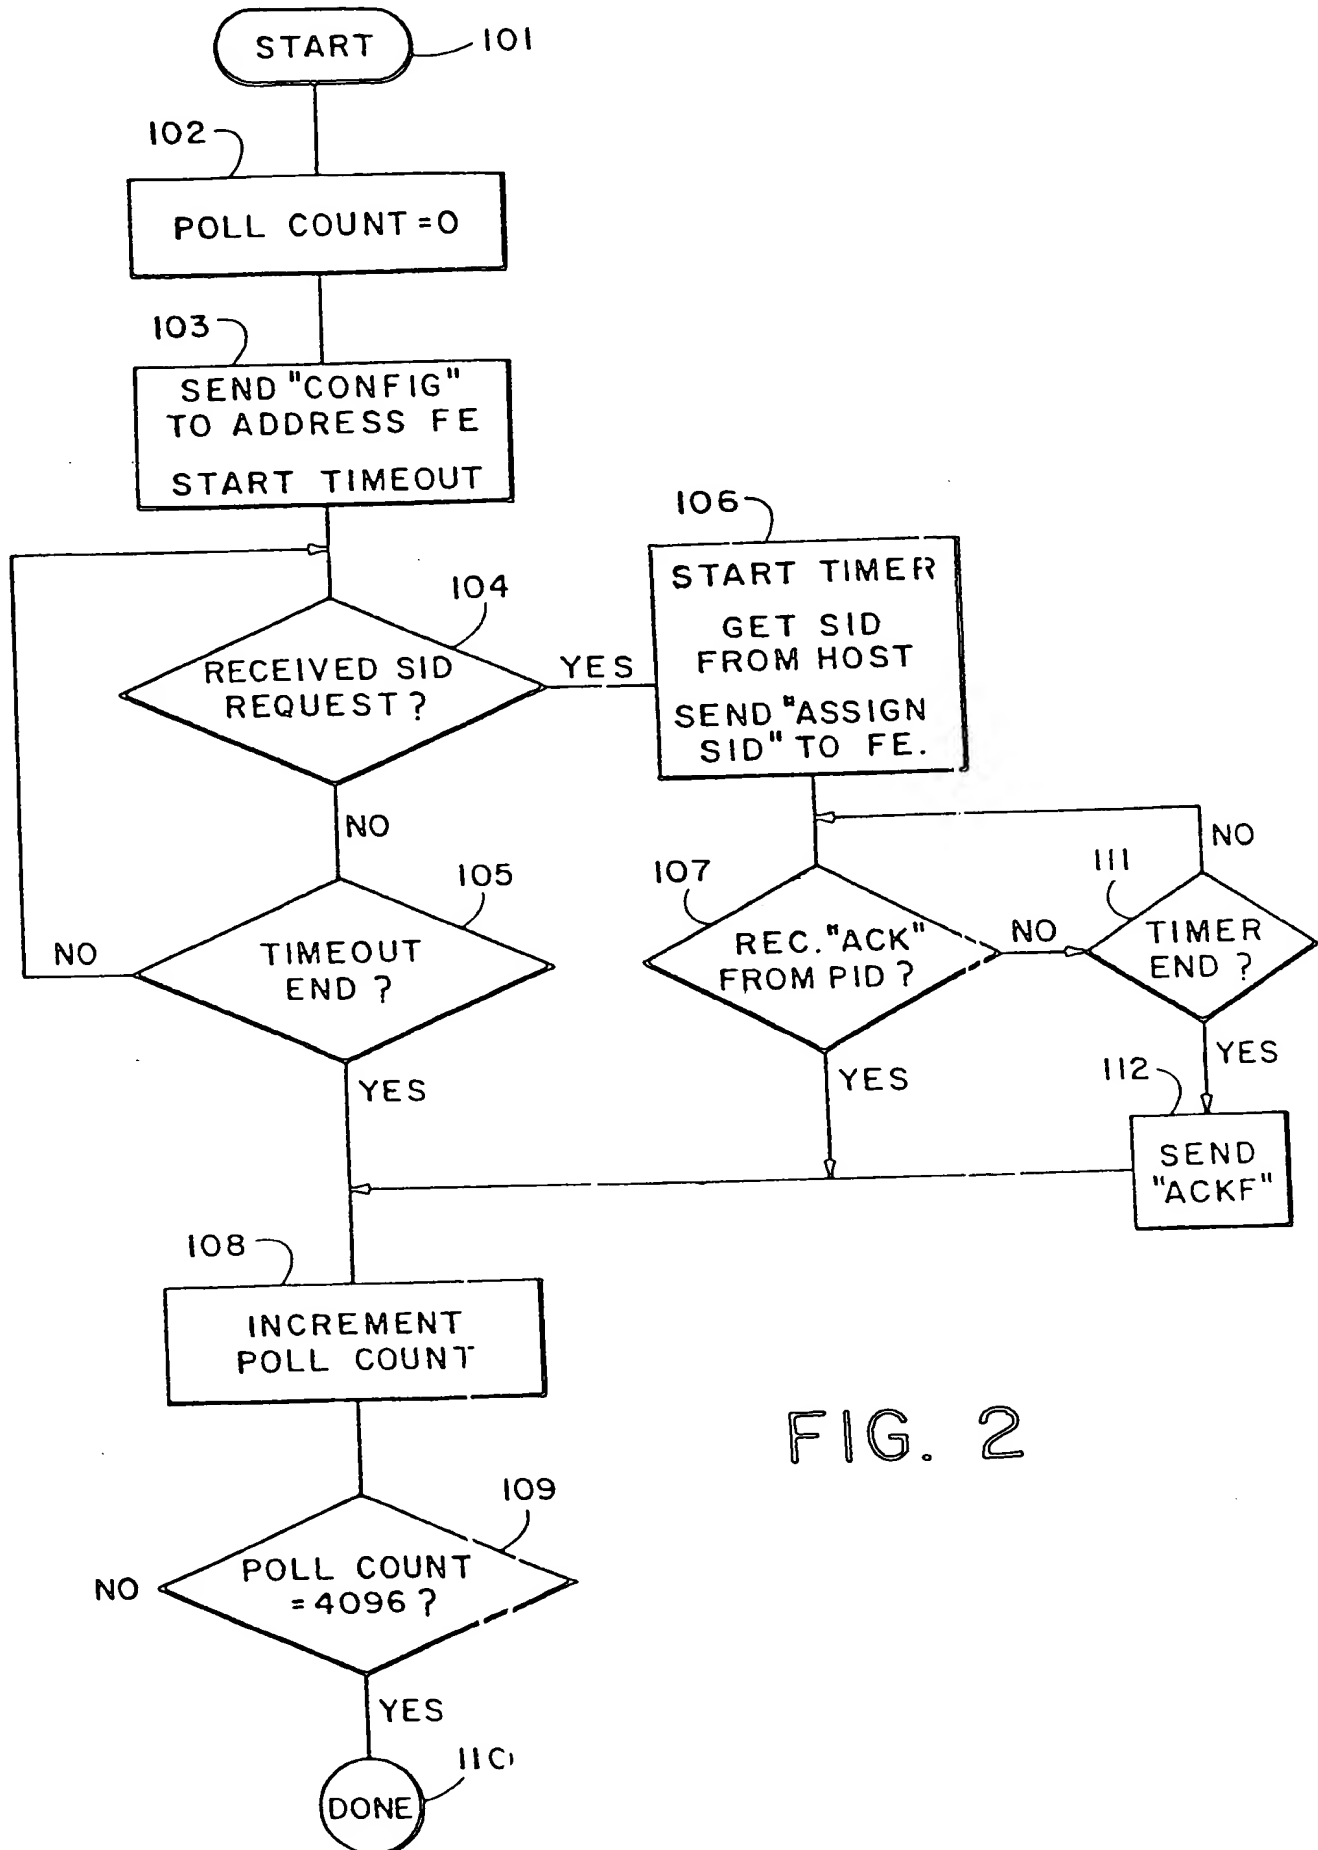 START
101
102
POLL COUNT = 0
103
SEND "CONFIG"
TO ADDRESS FE
START TIMEOUT
106
START TIMER
GET SID
FROM HOST
SEND "ASSIGN
SID" TO FE.
104
RECEIVED SID
REQUEST?
YES
NO
105
TIMEOUT
END?
NO
YES
107
REC. "ACK"
FROM PID?
NO
YES
111
TIMER
END?
NO
YES
112
SEND
"ACKF"
108
INCREMENT
POLL COUNT
109
POLL COUNT
= 4096?
NO
YES
110
DONE
FIG. 2